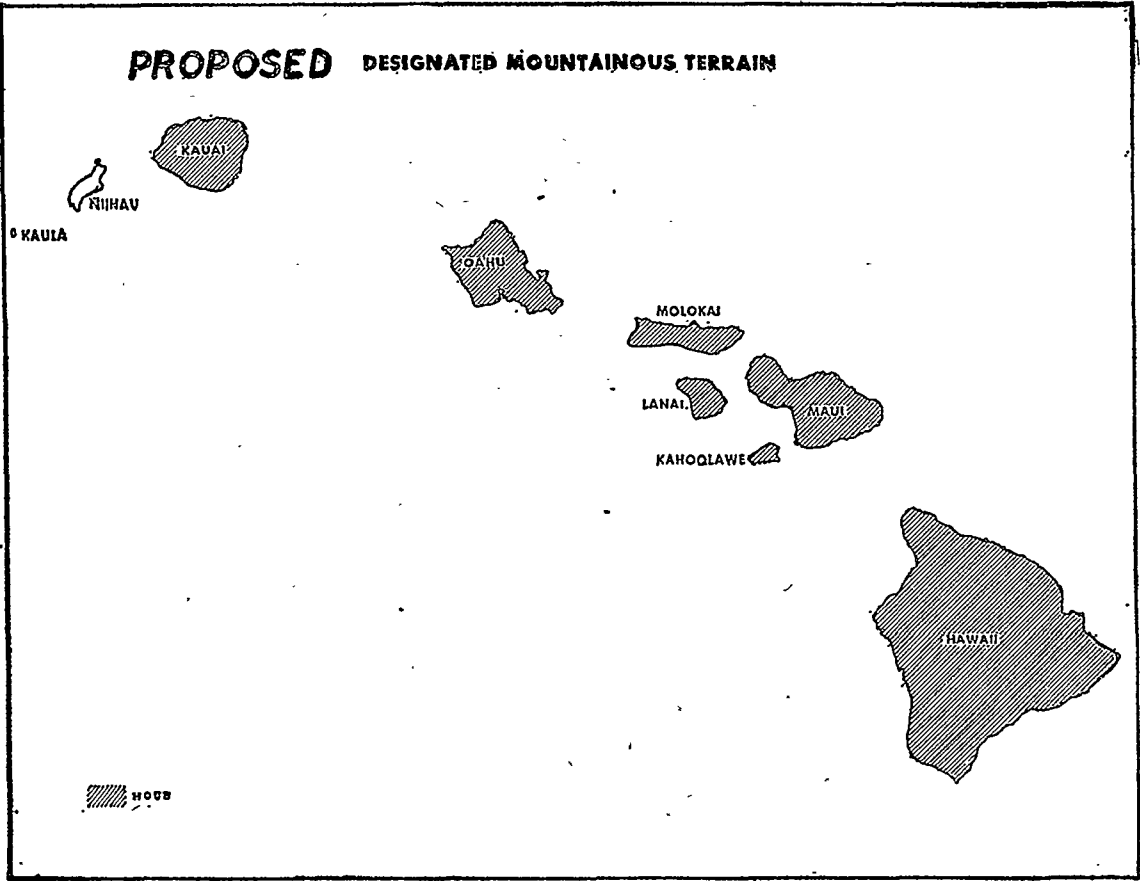 PROPOSED DESIGNATED MOUNTAINOUS TERRAIN
KAUAI
NIIHAU
KAULA
OAHU
MOLOKAI
LANAI
MAUI
KAHOOLAWE
HAWAII